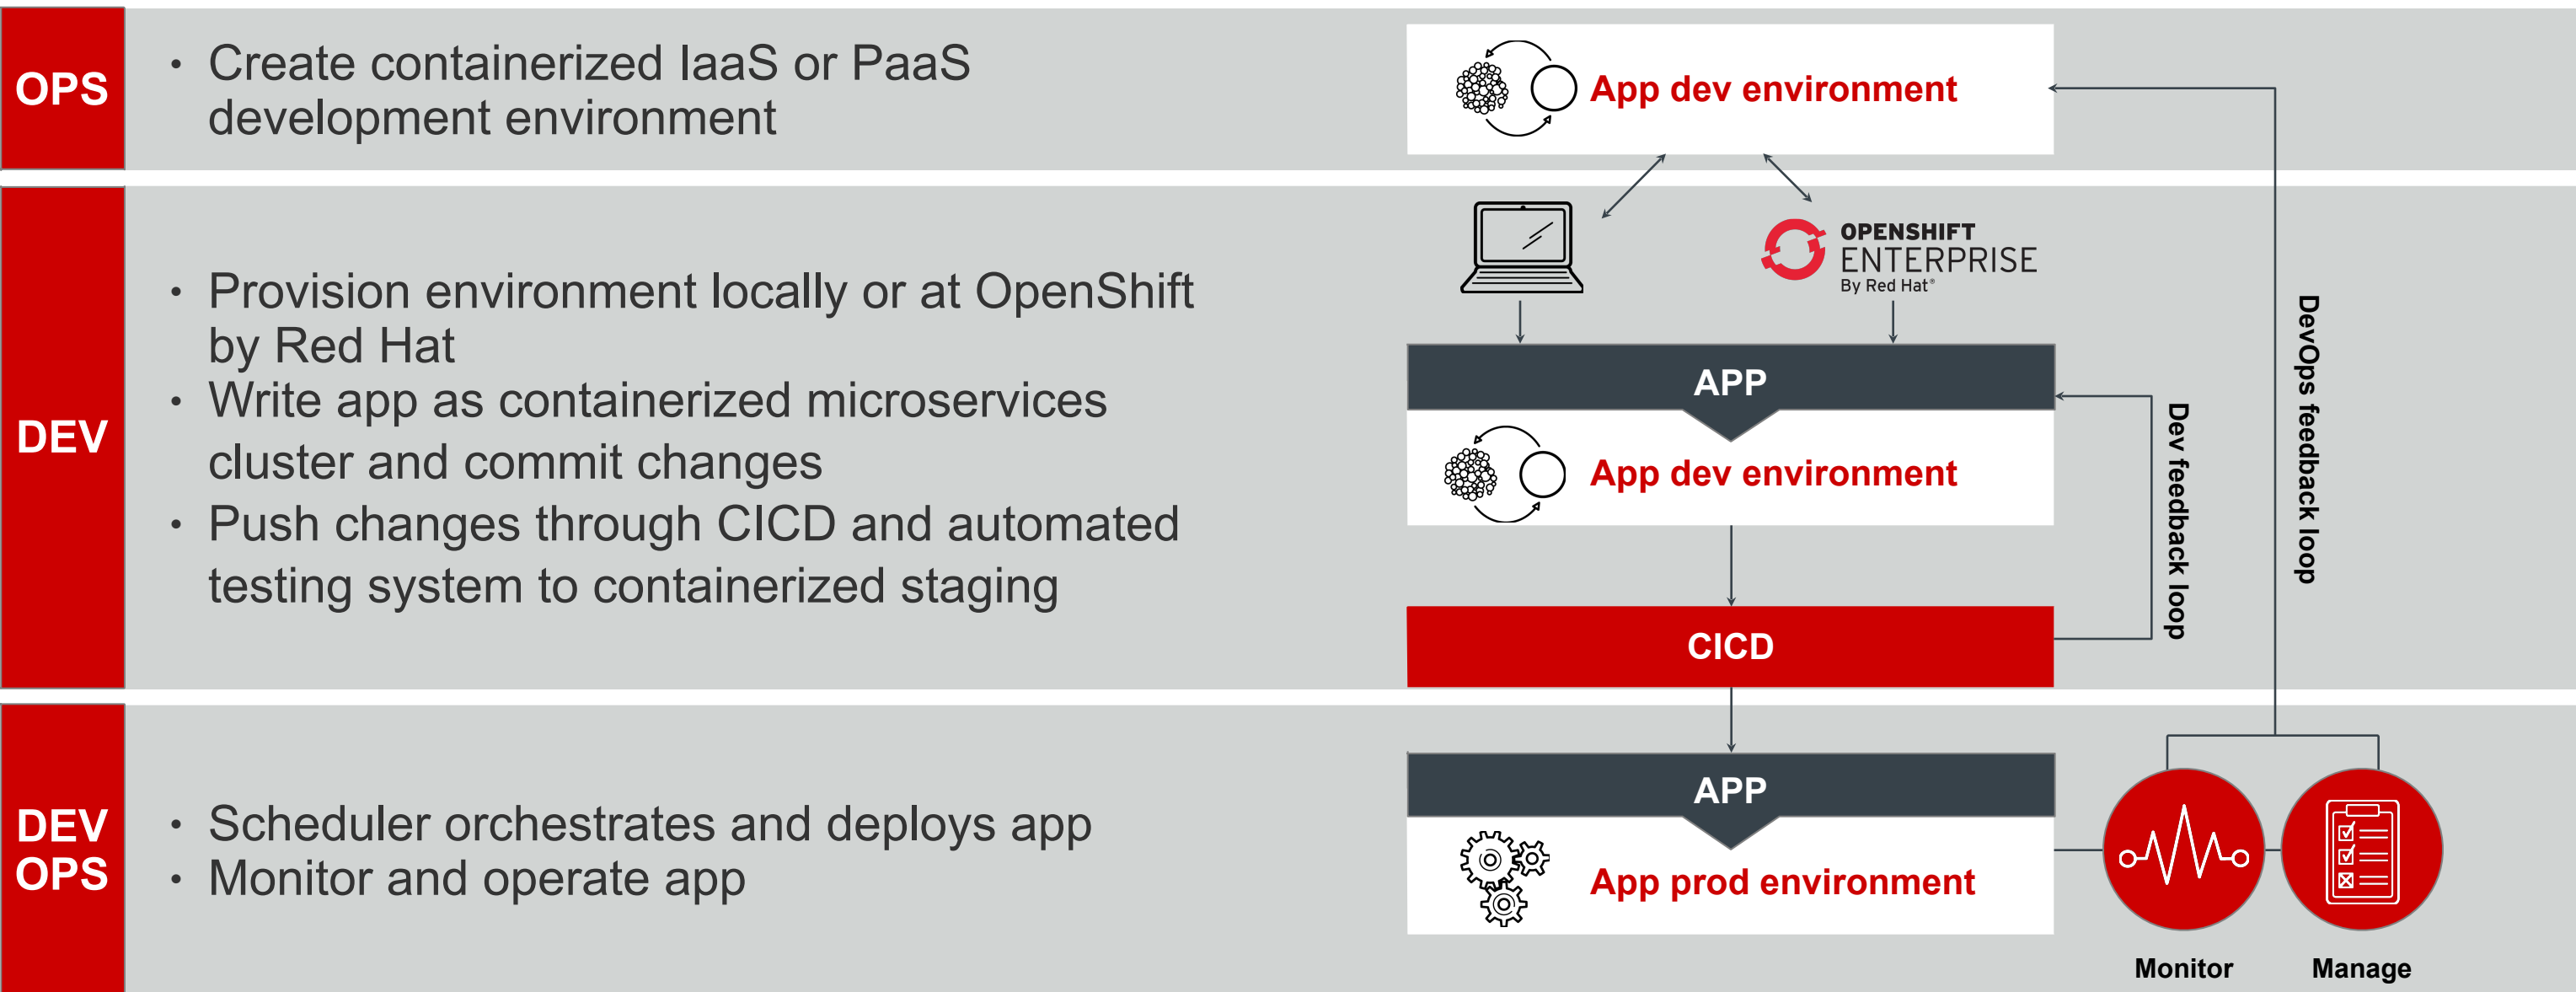 OPS
• Create containerized IaaS or PaaS
development environment
App dev environment
DEV
• Provision environment locally or at OpenShift
by Red Hat
• Write app as containerized microservices
cluster and commit changes
• Push changes through CICD and automated
testing system to containerized staging
OPENSHIFT
ENTERPRISE
By Red Hat®
APP
App dev environment
CICD
Dev feedback loop
DevOps feedback loop
DEV
OPS
• Scheduler orchestrates and deploys app
• Monitor and operate app
APP
App prod environment
Monitor
Manage